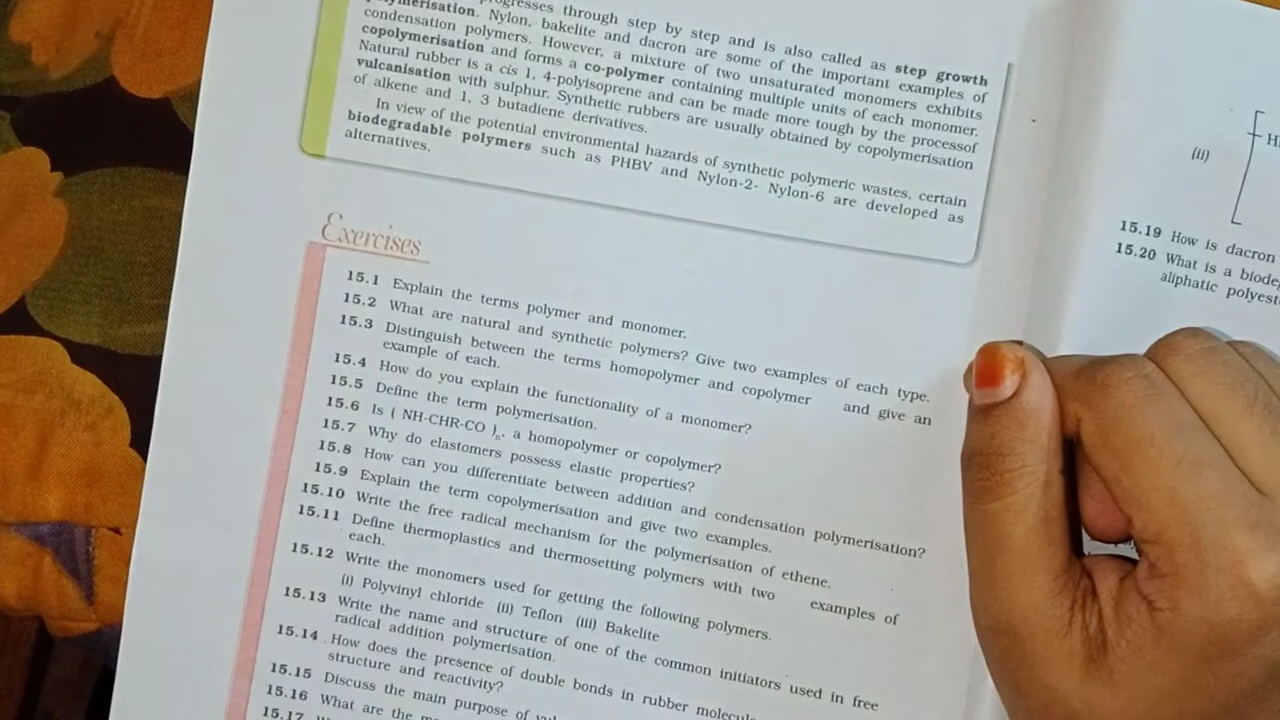 progresses through step by step and is also called as step growth
polymerisation. Nylon, bakelite and dacron are some of the important examples of
condensation polymers. However, a mixture of two unsaturated monomers exhibits
copolymerisation and forms a co-polymer containing multiple units of each monomer.
Natural rubber is a cis 1, 4-polyisoprene and can be made more tough by the processof
vulcanisation with sulphur. Synthetic rubbers are usually obtained by copolymerisation
of alkene and 1, 3 butadiene derivatives.
In view of the potential environmental hazards of synthetic polymeric wastes, certain
biodegradable polymers such as PHBV and Nylon-2- Nylon-6 are developed as
alternatives.
Exercises
15.1 Explain the terms polymer and monomer.
15.2 What are natural and synthetic polymers? Give two examples of each type.
15.3 Distinguish between the terms homopolymer and copolymer and give an
example of each.
15.4 How do you explain the functionality of a monomer?
15.5 Define the term polymerisation.
15.6 Is ( NH-CHR-CO )n, a homopolymer or copolymer?
15.7 Why do elastomers possess elastic properties?
15.8 How can you differentiate between addition and condensation polymerisation?
15.9 Explain the term copolymerisation and give two examples.
15.10 Write the free radical mechanism for the polymerisation of ethene.
15.11 Define thermoplastics and thermosetting polymers with two examples of
each.
15.12 Write the monomers used for getting the following polymers.
(i) Polyvinyl chloride (ii) Teflon (iii) Bakelite
15.13 Write the name and structure of one of the common initiators used in free
radical addition polymerisation.
15.14 How does the presence of double bonds in rubber molecule
structure and reactivity?
15.15 Discuss the main purpose of
15.16 What are the
15.17
(ii)
15.19 How is dacron
15.20 What is a
aliphatic